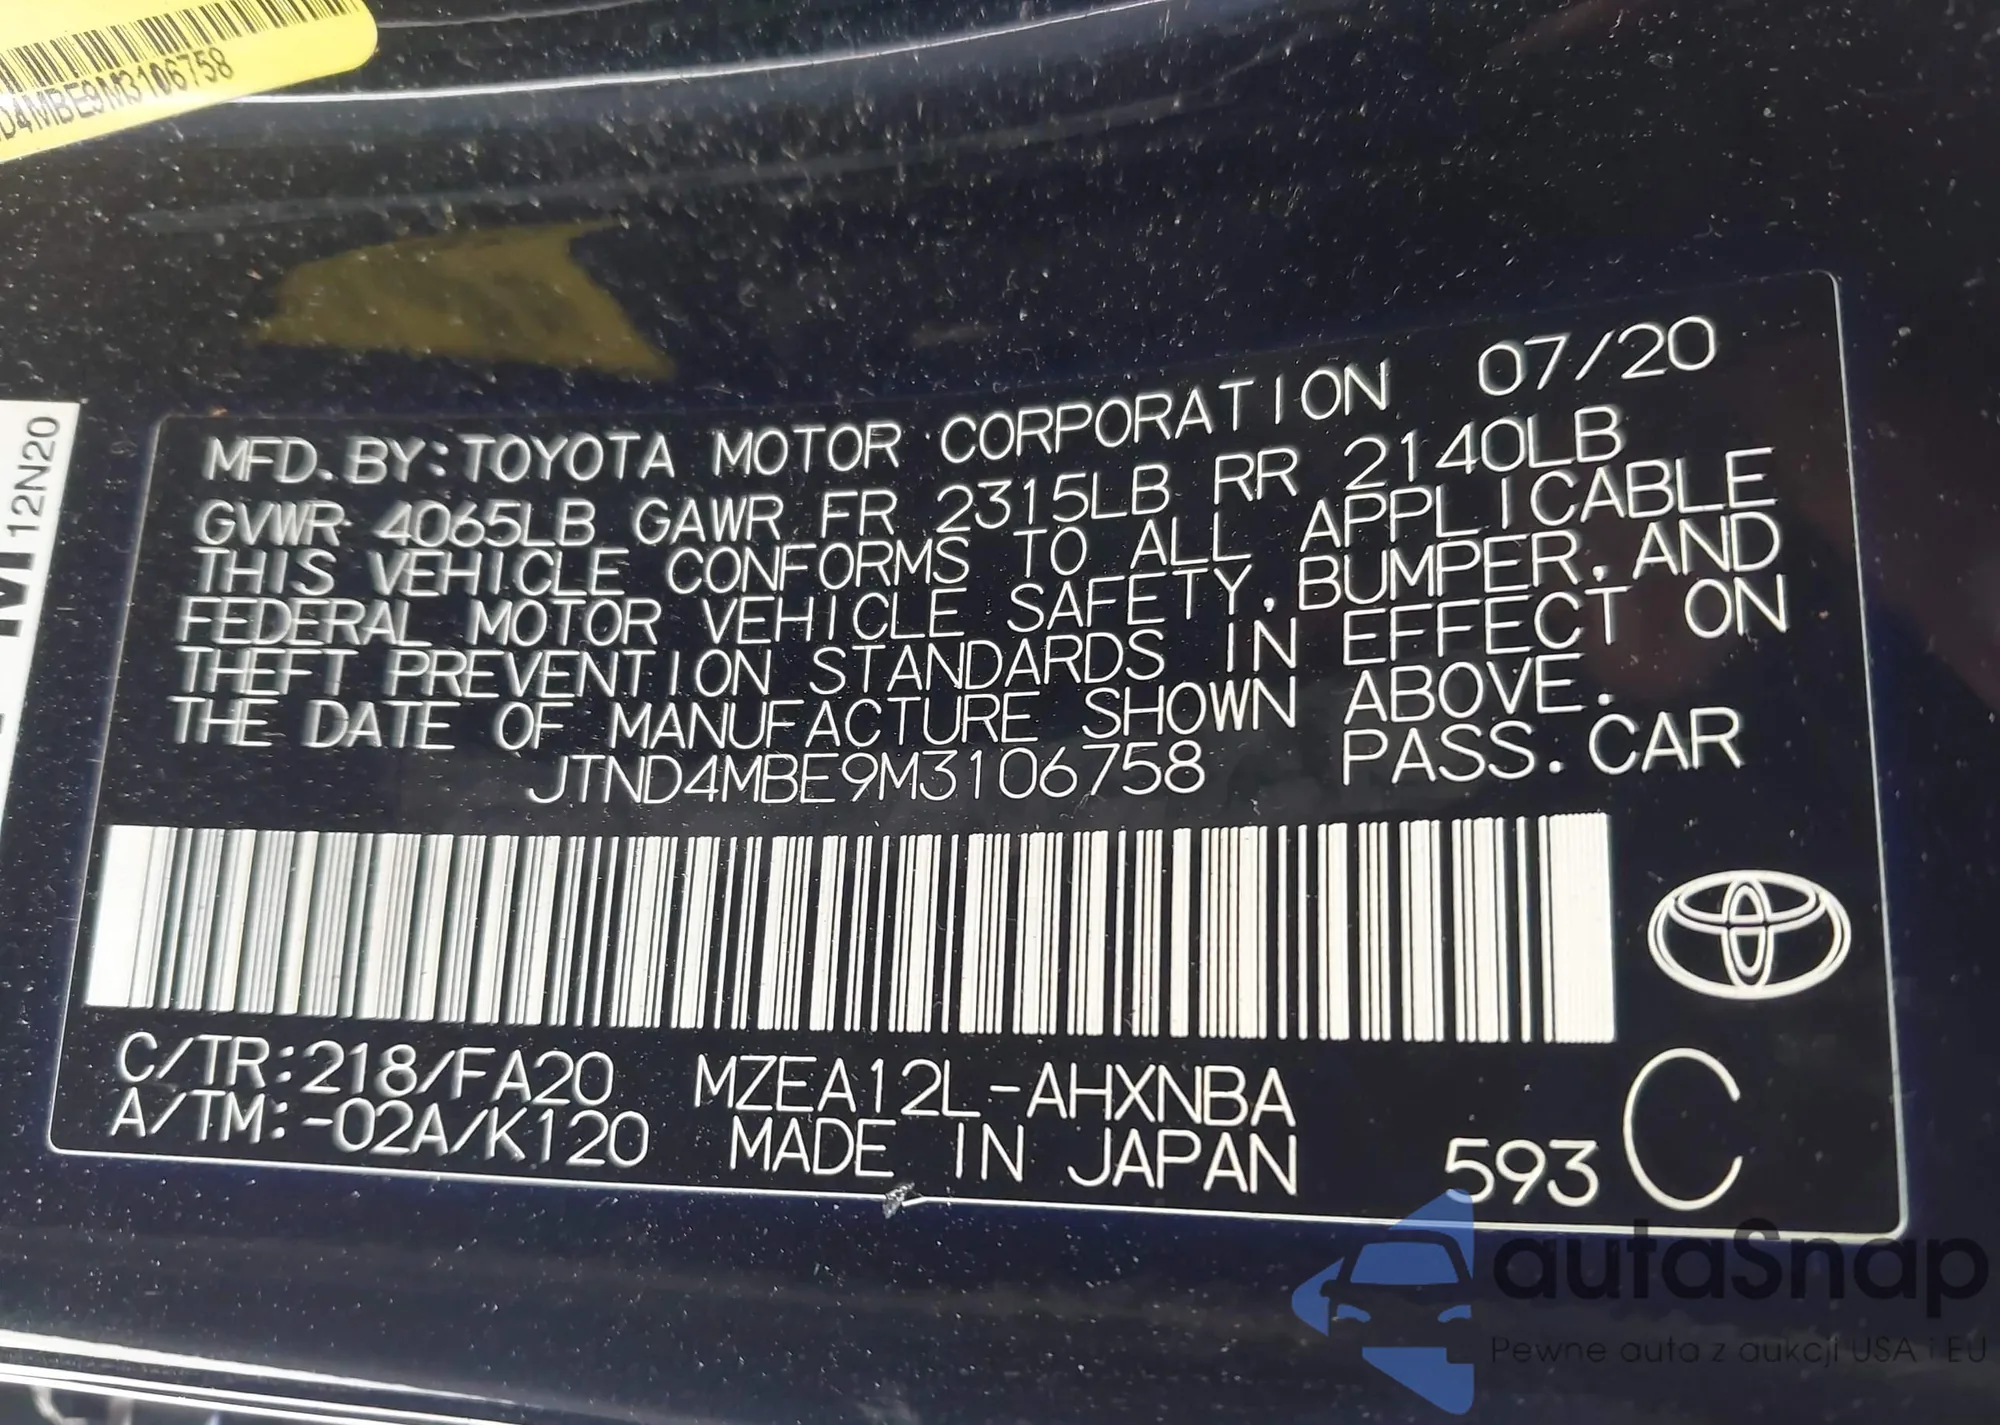 D4MBE9M3106758
12N20
MFD. BY: TOYOTA MOTOR CORPORATION 07/20
GVWR 4065LB GAWR FR 2315LB RR 2140LB
THIS VEHICLE CONFORMS TO ALL APPLICABLE
FEDERAL MOTOR VEHICLE SAFETY, BUMPER, AND
THEFT PREVENTION STANDARDS IN EFFECT ON
THE DATE OF MANUFACTURE SHOWN ABOVE.
JTND4MBE9M3106758 PASS. CAR
C/TR:218/FA20 MZEA12L-AHXNBA
A/TM:-02A/K120 MADE IN JAPAN 593 C
autaSnap
Pewne auta z aukcji USA i EU